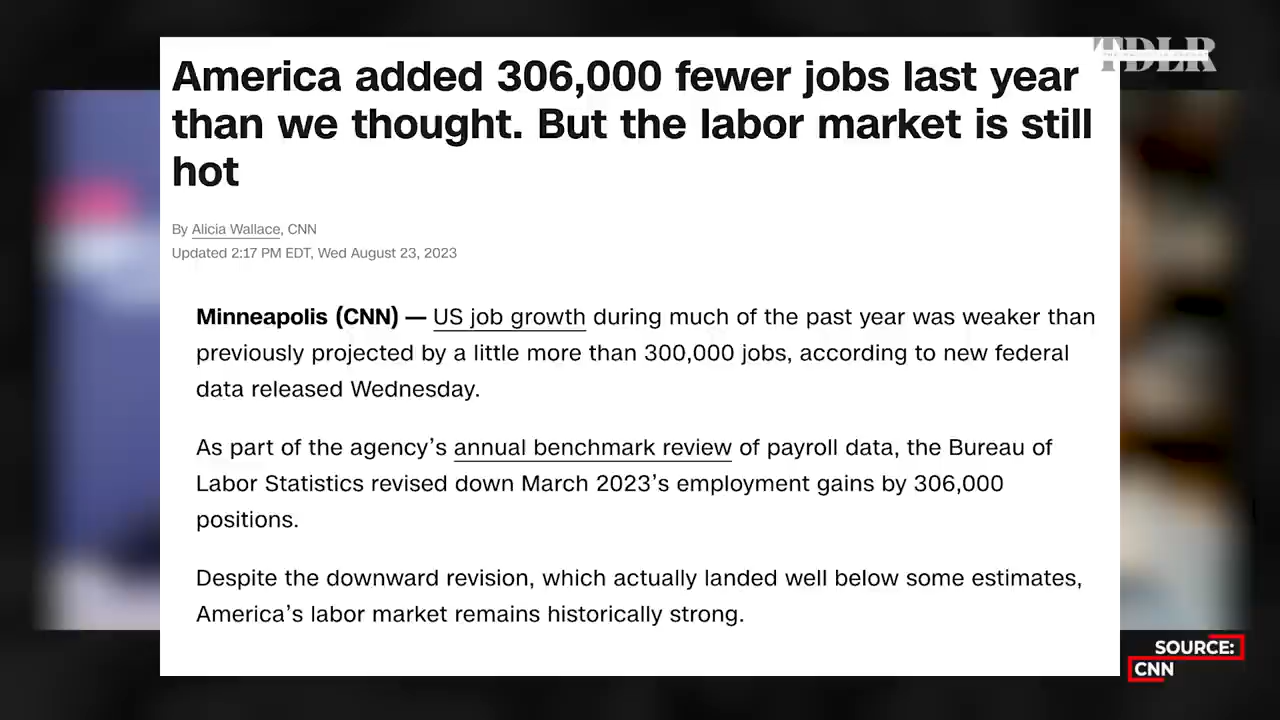 TDLR
America added 306,000 fewer jobs last year
than we thought. But the labor market is still
hot
By Alicia Wallace, CNN
Updated 2:17 PM EDT, Wed August 23, 2023
Minneapolis (CNN) — US job growth during much of the past year was weaker than
previously projected by a little more than 300,000 jobs, according to new federal
data released Wednesday.
As part of the agency’s annual benchmark review of payroll data, the Bureau of
Labor Statistics revised down March 2023’s employment gains by 306,000
positions.
Despite the downward revision, which actually landed well below some estimates,
America’s labor market remains historically strong.
SOURCE:
CNN